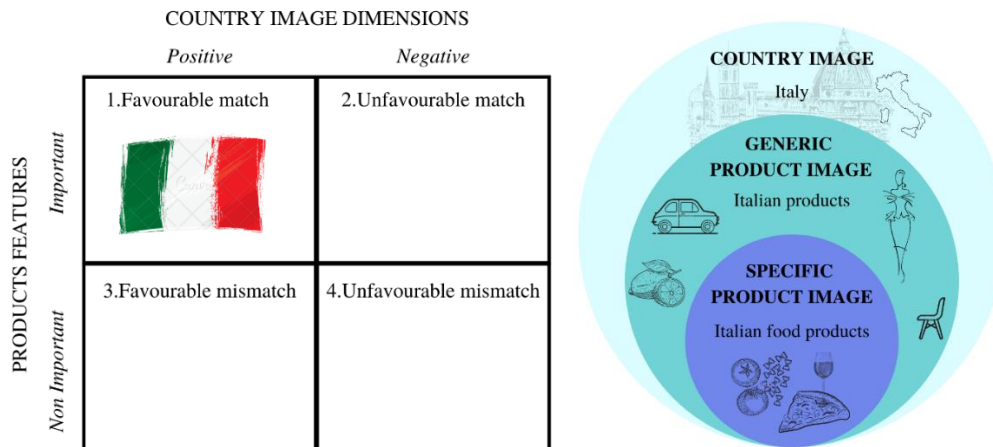 COUNTRY IMAGE DIMENSIONS
Positive
Negative
PRODUCTS FEATURES
Important
Non Important
1.Favourable match
2.Unfavourable match
Canva
3.Favourable mismatch
4.Unfavourable mismatch
COUNTRY IMAGE
Italy
GENERIC
PRODUCT IMAGE
Italian products
SPECIFIC
PRODUCT IMAGE
Italian food products